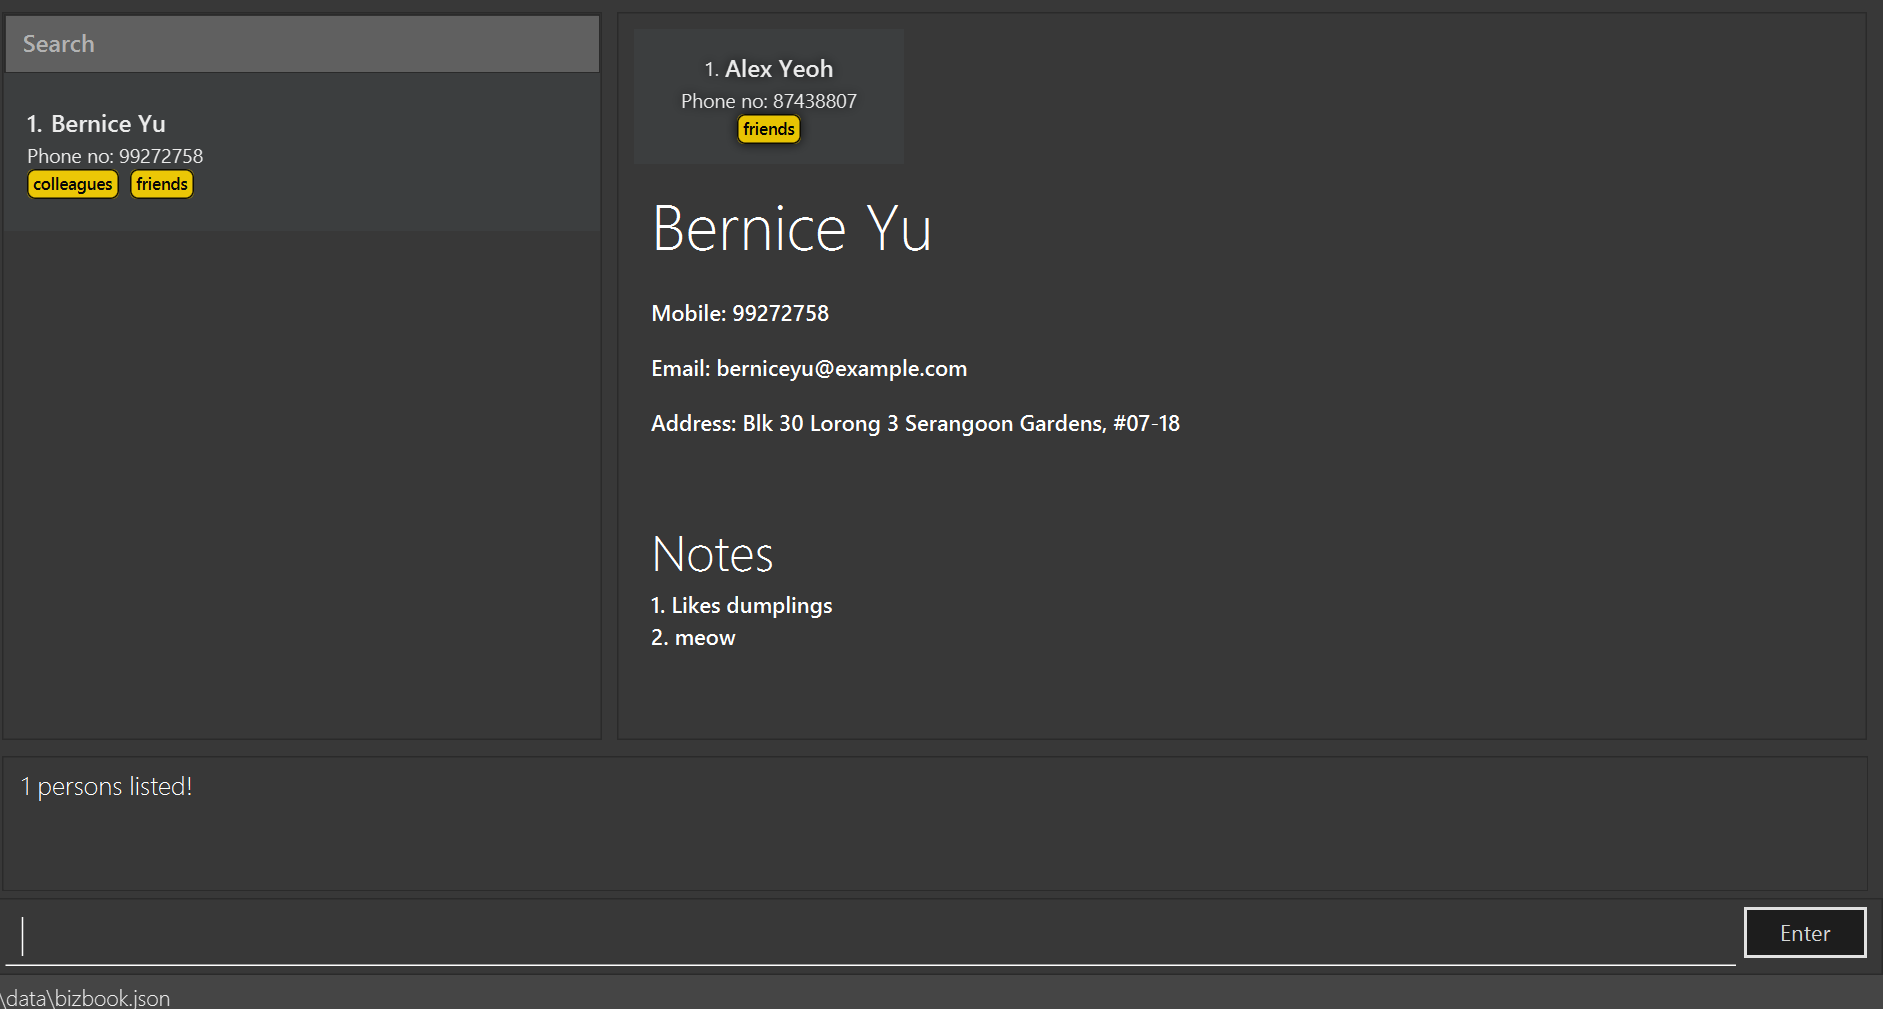 Search
1. Bernice Yu
Phone no: 99272758
colleagues friends
1. Alex Yeoh
Phone no: 87438807
friends
Bernice Yu
Mobile: 99272758
Email: berniceyu@example.com
Address: Blk 30 Lorong 3 Serangoon Gardens, #07-18
Notes
1. Likes dumplings
2. meow
1 persons listed!
Enter
\data\bizbook.json